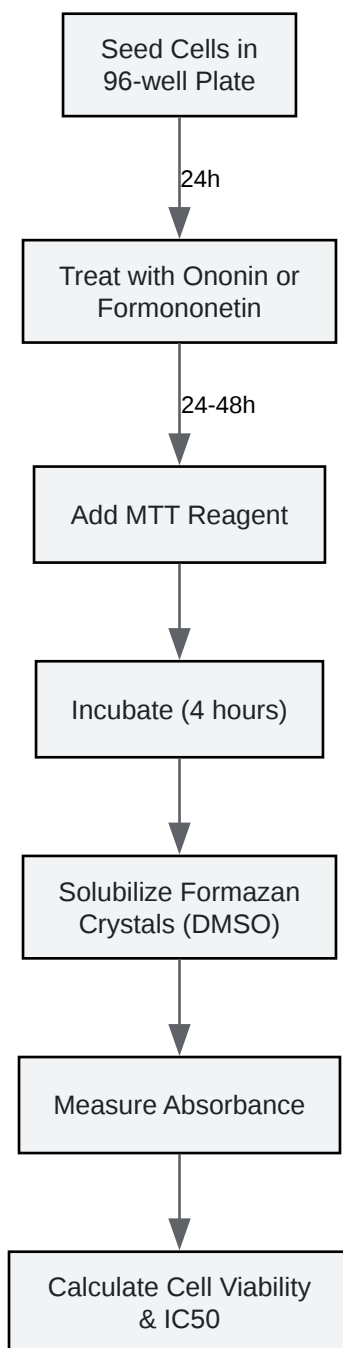 Seed Cells in
96-well Plate
24h
Treat with Ononin or
Formononetin
24-48h
Add MTT Reagent
Incubate (4 hours)
Solubilize Formazan
Crystals (DMSO)
Measure Absorbance
Calculate Cell Viability
& IC50